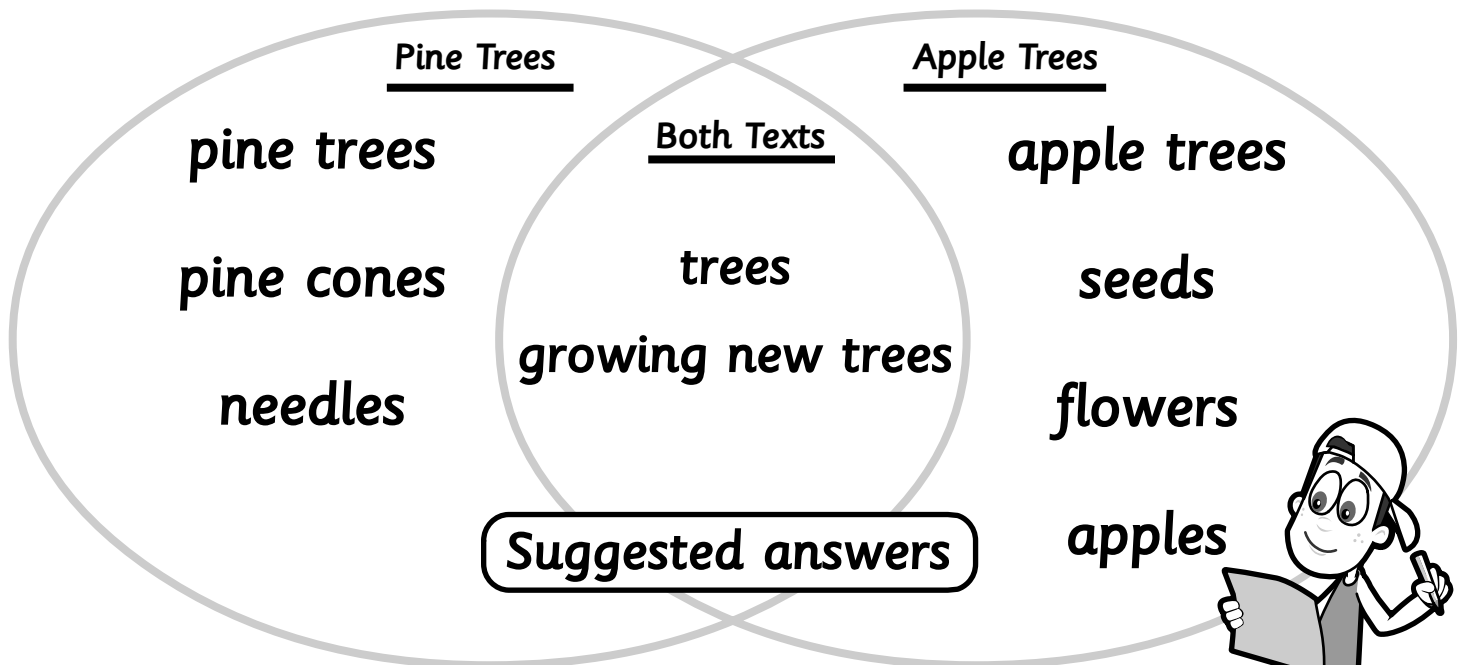 Pine Trees
pine trees
pine cones
needles
Both Texts
trees
growing new trees
Suggested answers
Apple Trees
apple trees
seeds
flowers
apples